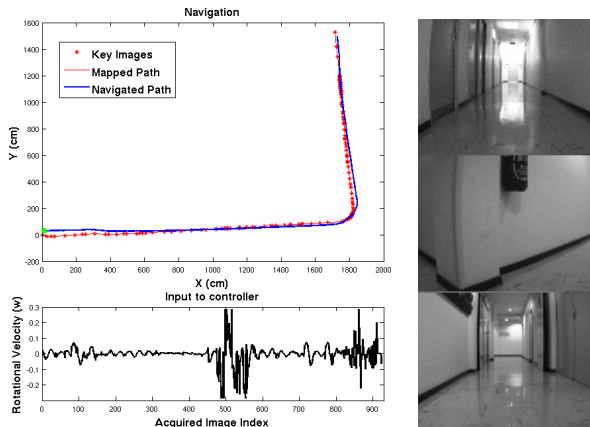 Navigation
1600
1400
1200
1000
800
600
400
200
0
-200
Y (cm)
Key Images
Mapped Path
Navigated Path
0 200 400 600 800 1000 1200 1400 1600 1800 2000
X (cm)
Input to controller
0.3
0.2
0.1
0
-0.1
-0.2
Rotational Velocity (w)
0 100 200 300 400 500 600 700 800 900
Acquired Image Index